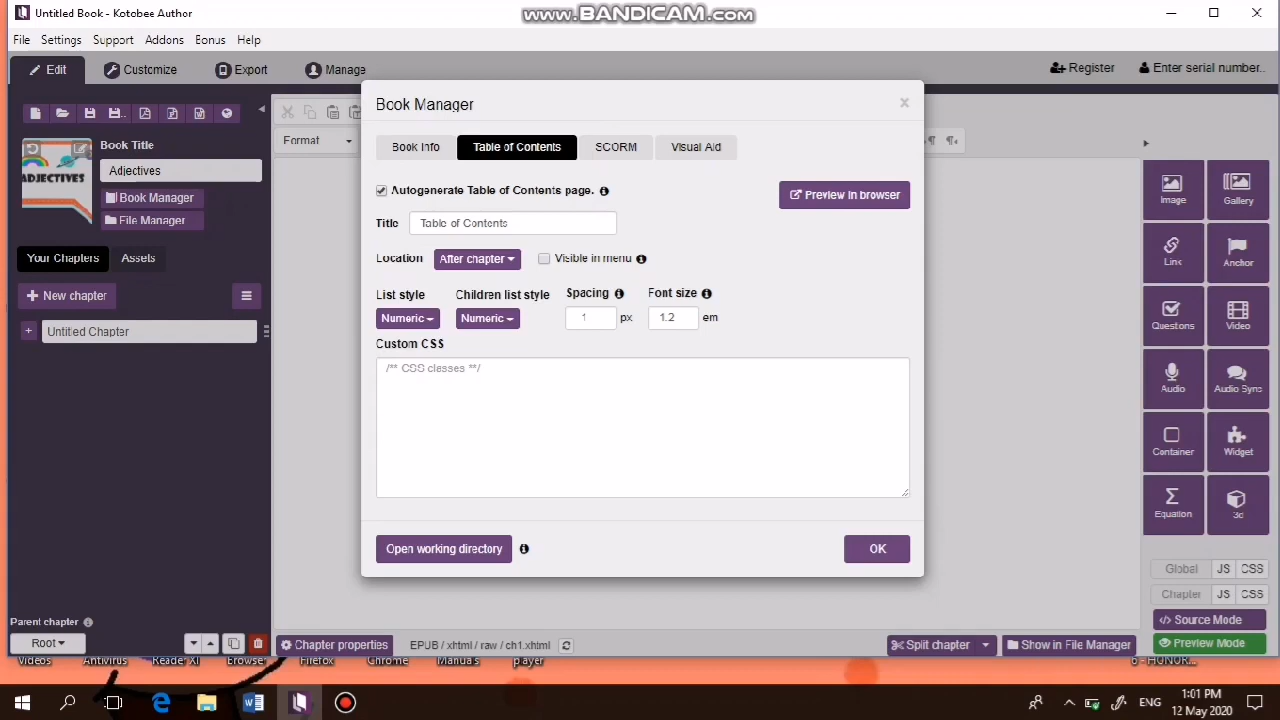 Untitled Book - Kotobee Author
www.BANDICAM.com
File Settings Support Addons Bonus Help
Edit Customize Export Manage
Register Enter serial number..
Book Manager
×
Book Info Table of Contents SCORM Visual Aid
Autogenerate Table of Contents page.
Preview in browser
Title Table of Contents
Location After chapter Visible in menu
List style Children list style Spacing Font size
Numeric Numeric 1 px 1.2 em
Custom CSS
/** CSS classes **/
Open working directory
OK
Format
ADJECTIVES
Book Title
Adjectives
Book Manager
File Manager
Your Chapters Assets
+ New chapter
+ Untitled Chapter
Parent chapter
Root
Chapter properties EPUB / xhtml / raw / ch1.xhtml
Split chapter Show in File Manager
Image Gallery
Link Anchor
Questions Video
Audio Audio Sync
Container Widget
Σ
Equation 3d
Global JS CSS
Chapter JS CSS
</> Source Mode
Preview Mode
Videos Antivirus Reader XI Browser Firefox Chrome Manuals player
6 - HONOR...
ENG
1:01 PM
12 May 2020